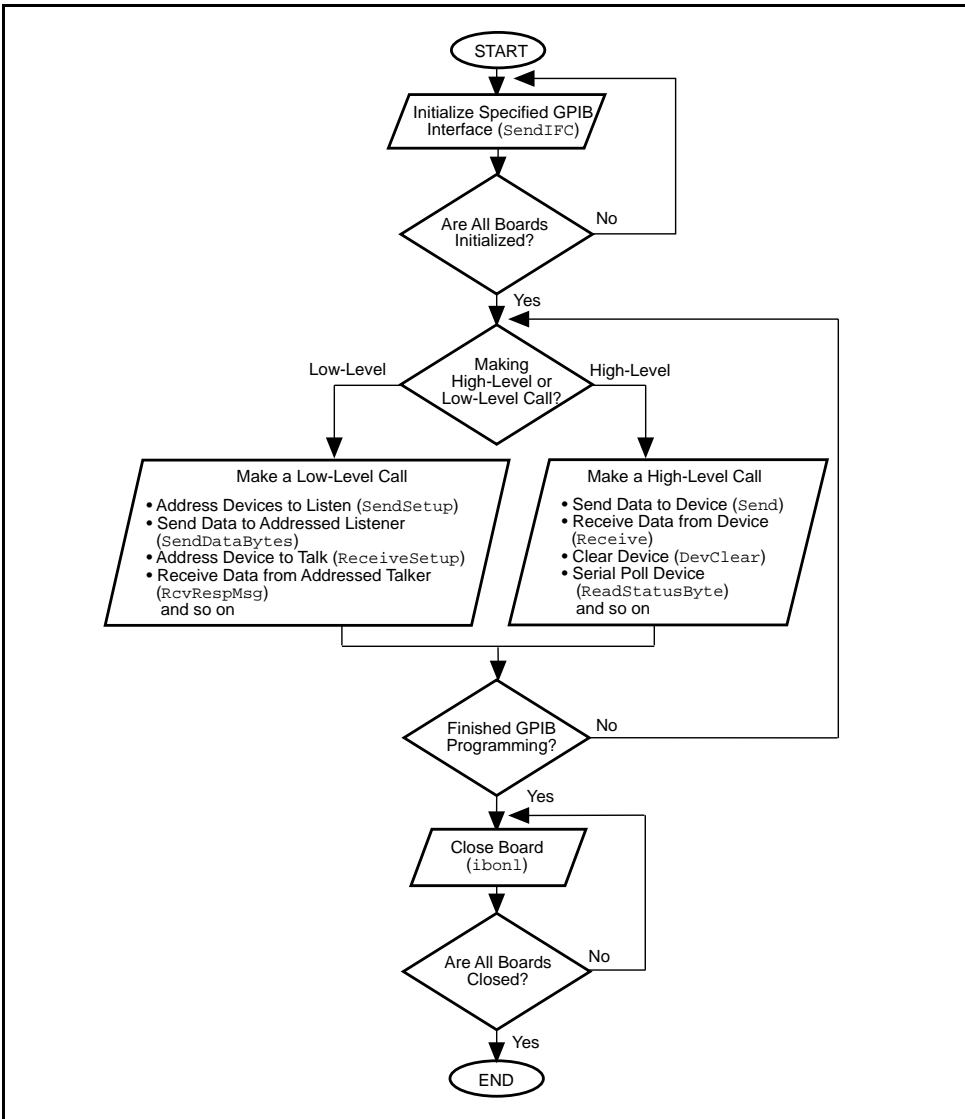 START
Initialize Specified GPIB
Interface (SendIFC)
Are All Boards
Initialized?
No
Yes
Making
High-Level or
Low-Level Call?
Low-Level
High-Level
Make a Low-Level Call
• Address Devices to Listen (SendSetup)
• Send Data to Addressed Listener
(SendDataBytes)
• Address Device to Talk (ReceiveSetup)
• Receive Data from Addressed Talker
(RcvRespMsg)
and so on
Make a High-Level Call
• Send Data to Device (Send)
• Receive Data from Device
(Receive)
• Clear Device (DevClear)
• Serial Poll Device
(ReadStatusByte)
and so on
Finished GPIB
Programming?
No
Yes
Close Board
(ibonl)
Are All Boards
Closed?
No
Yes
END